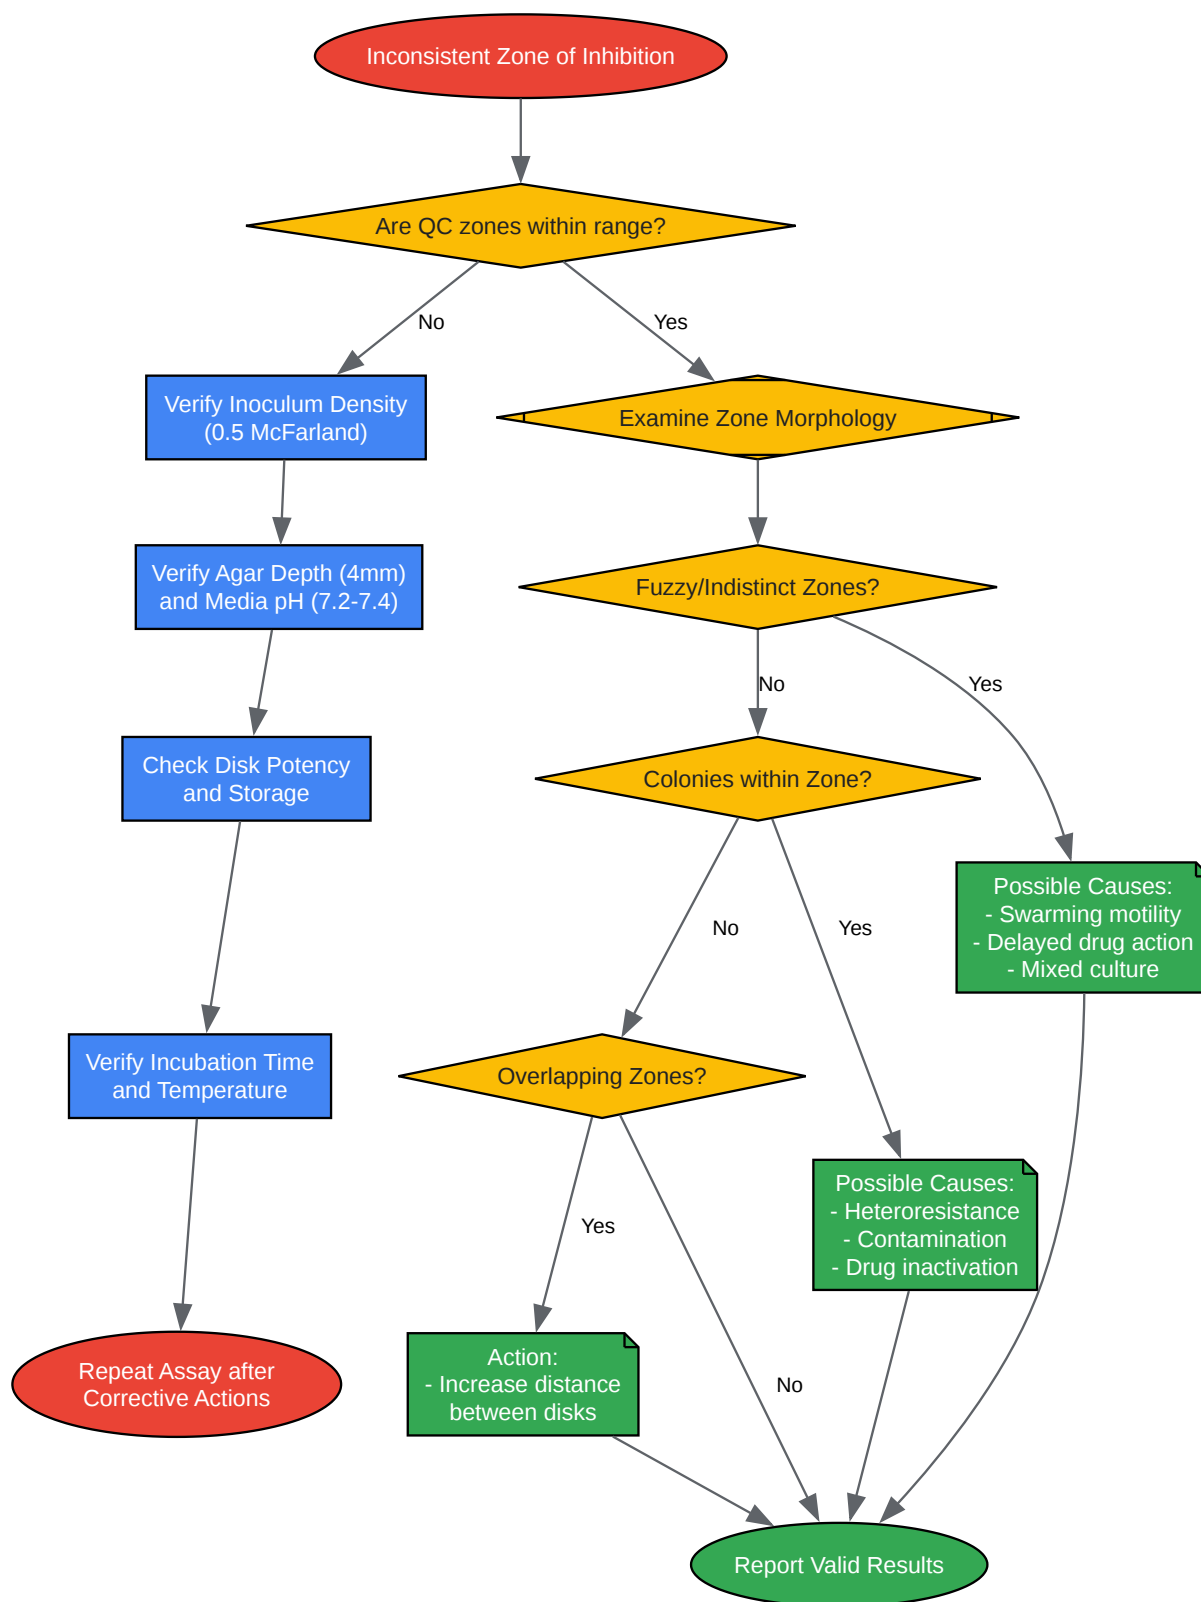 Inconsistent Zone of Inhibition
Are QC zones within range?
No
Yes
Verify Inoculum Density
(0.5 McFarland)
Examine Zone Morphology
Verify Agar Depth (4mm)
and Media pH (7.2-7.4)
Fuzzy/Indistinct Zones?
No
Yes
Check Disk Potency
and Storage
Colonies within Zone?
Possible Causes:
- Swarming motility
- Delayed drug action
- Mixed culture
No
Yes
Verify Incubation Time
and Temperature
Overlapping Zones?
Possible Causes:
- Heteroresistance
- Contamination
- Drug inactivation
Yes
No
Repeat Assay after
Corrective Actions
Action:
- Increase distance
between disks
Report Valid Results